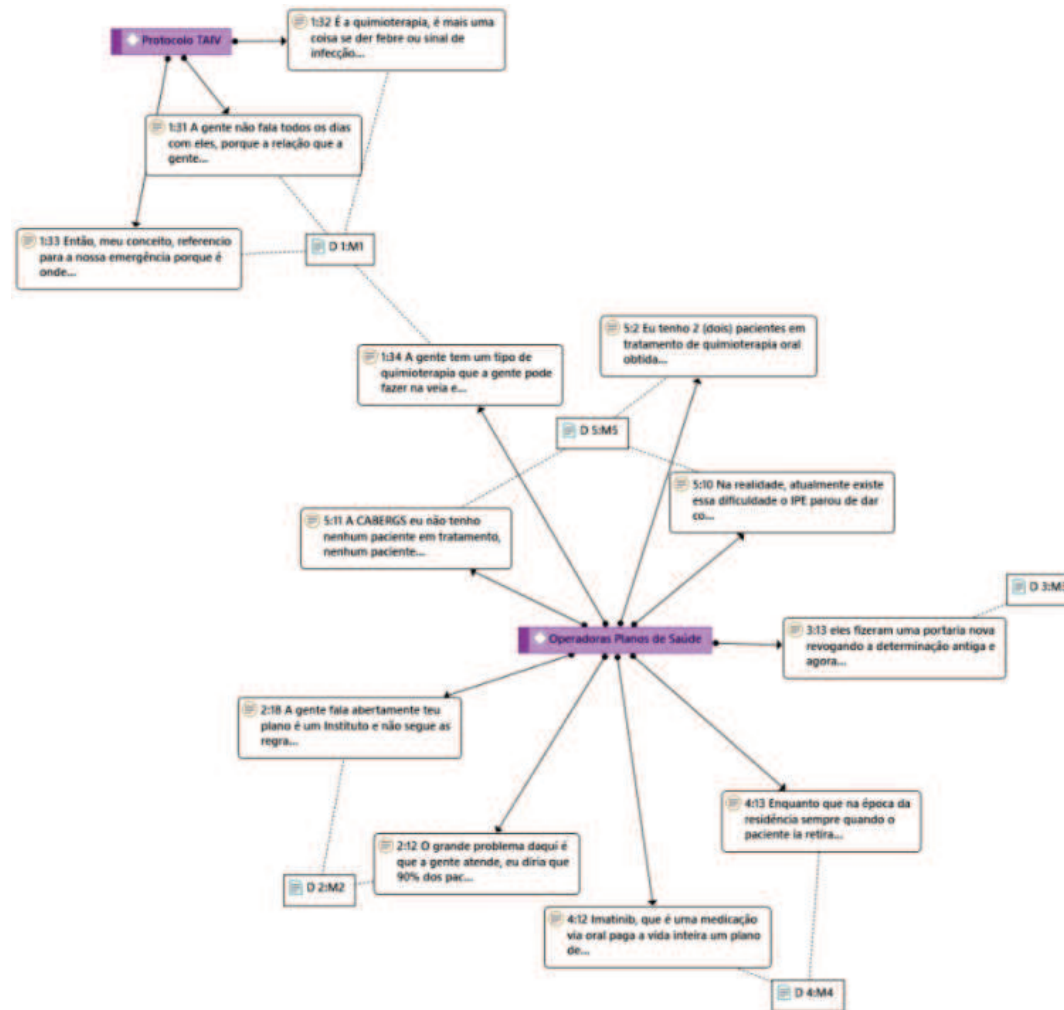 Protocolo TAIV
1:32 É a quimioterapia, é mais uma
coisa se der febre ou sinal de
infecção...
1:31 A gente não fala todos os dias
com eles, porque a relação que a
gente...
1:33 Então, meu conceito, referencio
para a nossa emergência porque é
onde...
D 1:M1
1:34 A gente tem um tipo de
quimioterapia que a gente pode
fazer na veia e...
5:2 Eu tenho 2 (dois) pacientes em
tratamento de quimioterapia oral
obtida...
D 5:M5
5:10 Na realidade, atualmente existe
essa dificuldade o IPE parou de dar
co...
5:11 A CABERGS eu não tenho
nenhum paciente em tratamento,
nenhum paciente...
D 3:M3
Operadoras Planos de Saúde
3:13 eles fizeram uma portaria nova
revogando a determinação antiga e
agora...
2:18 A gente fala abertamente teu
plano é um Instituto e não segue as
regra...
4:13 Enquanto que na época da
residência sempre quando o
paciente ia retira...
2:12 O grande problema daqui é
que a gente atende, eu diria que
90% dos pac...
D 2:M2
4:12 Imatinib, que é uma medicação
via oral paga a vida inteira um plano
de...
D 4:M4